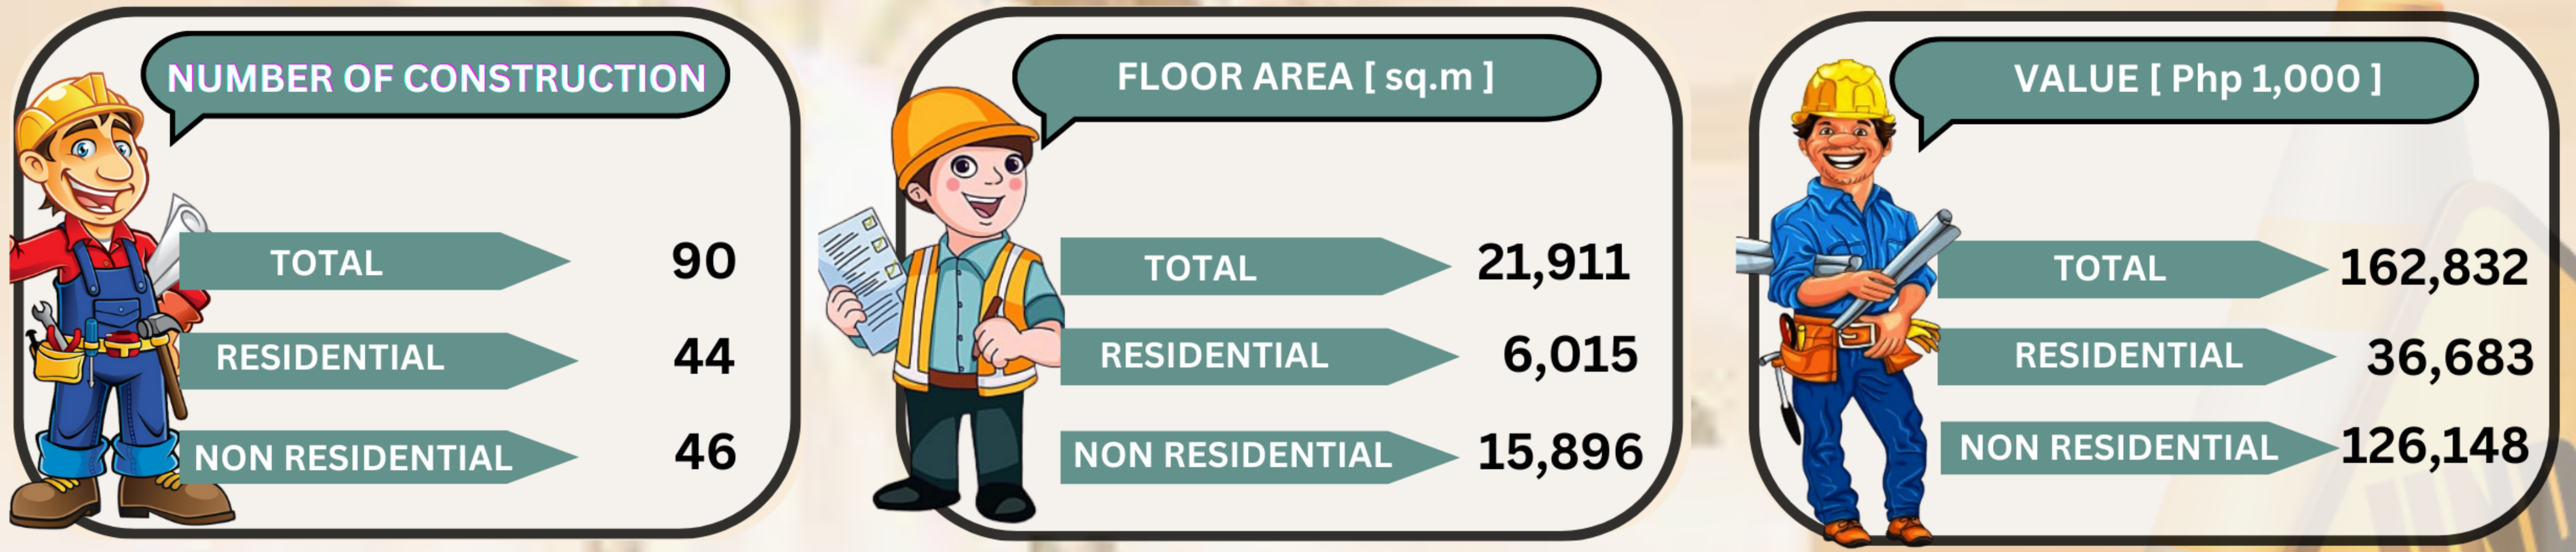 NUMBER OF CONSTRUCTION
TOTAL 90
RESIDENTIAL 44
NON RESIDENTIAL 46
FLOOR AREA [ sq.m ]
TOTAL 21,911
RESIDENTIAL 6,015
NON RESIDENTIAL 15,896
VALUE [ Php 1,000 ]
TOTAL 162,832
RESIDENTIAL 36,683
NON RESIDENTIAL 126,148